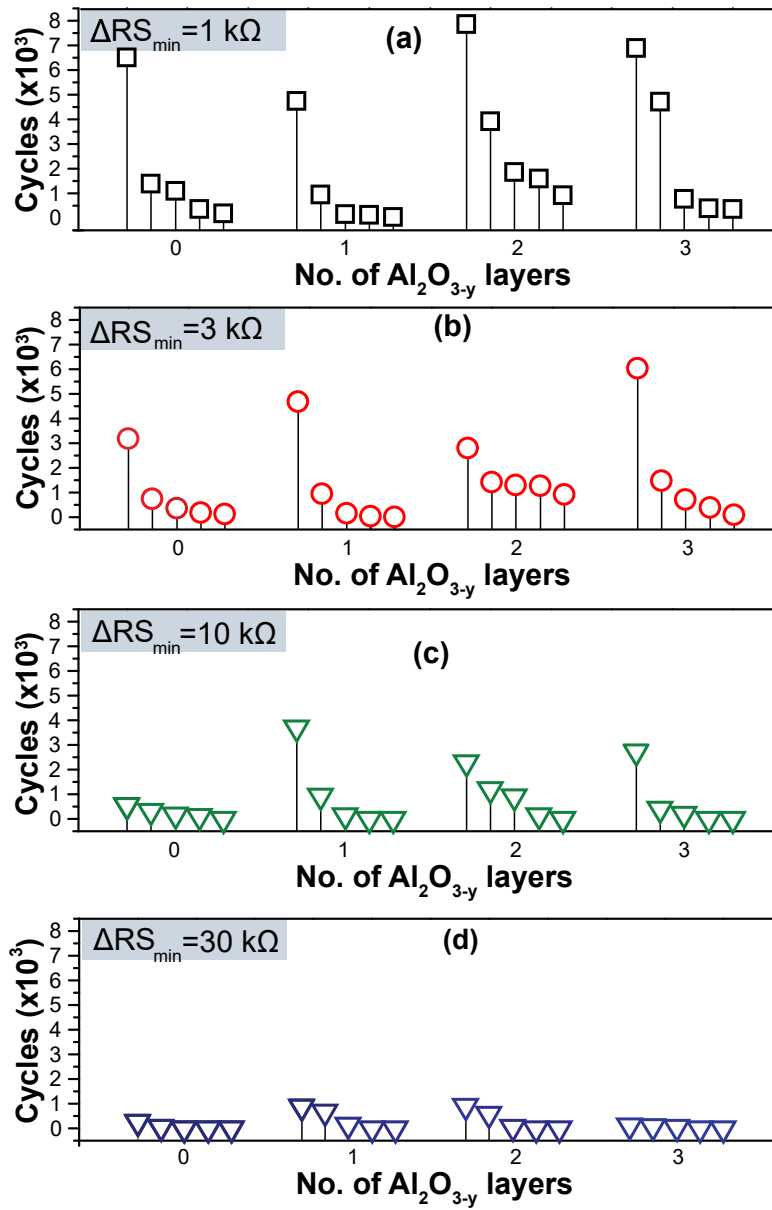 ΔRSmin=1 kΩ
(a)
Cycles (x10³)
8
7
6
5
4
3
2
1
0
0 1 2 3
No. of Al₂O₃₋y layers
ΔRSmin=3 kΩ
(b)
Cycles (x10³)
8
7
6
5
4
3
2
1
0
0 1 2 3
No. of Al₂O₃₋y layers
ΔRSmin=10 kΩ
(c)
Cycles (x10³)
8
7
6
5
4
3
2
1
0
0 1 2 3
No. of Al₂O₃₋y layers
ΔRSmin=30 kΩ
(d)
Cycles (x10³)
8
7
6
5
4
3
2
1
0
0 1 2 3
No. of Al₂O₃₋y layers